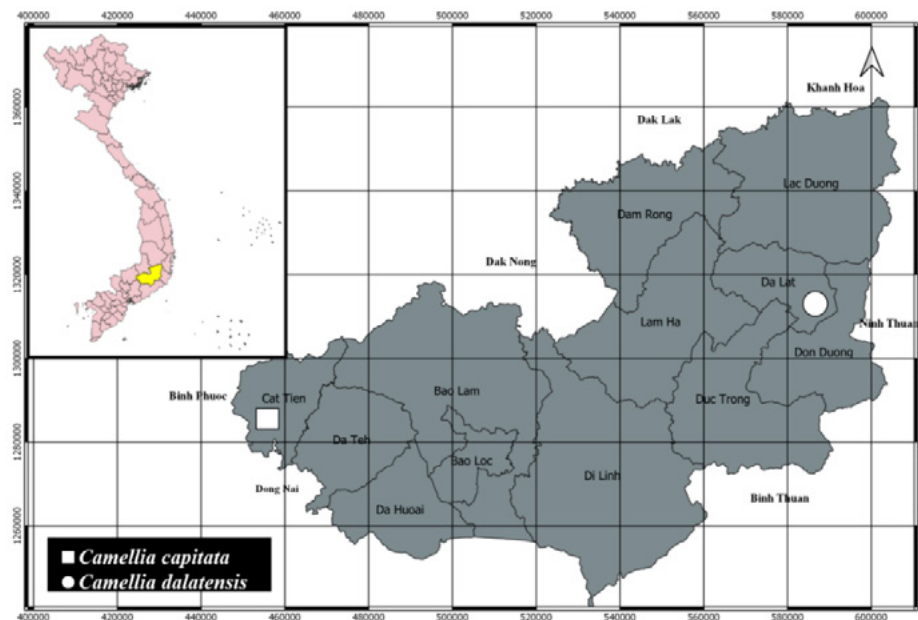 400000 420000 440000 460000 480000 500000 520000 540000 560000 580000 600000
Khanh Hoa
1360000
Dak Lak
Lac Duong
1340000
Dam Rong
Dak Nong
1320000
Da Lat
Lam Ha
Ninh Thuan
1300000
Don Duong
Binh Phuoc
Cat Tien
Bao Lam
Duc Trong
1280000
Da Teh
Bao Loc
Di Linh
Dong Nai
Binh Thuan
Da Huoai
1260000
Camellia capitata
Camellia dalatensis
400000 420000 440000 460000 480000 500000 520000 540000 560000 580000 600000